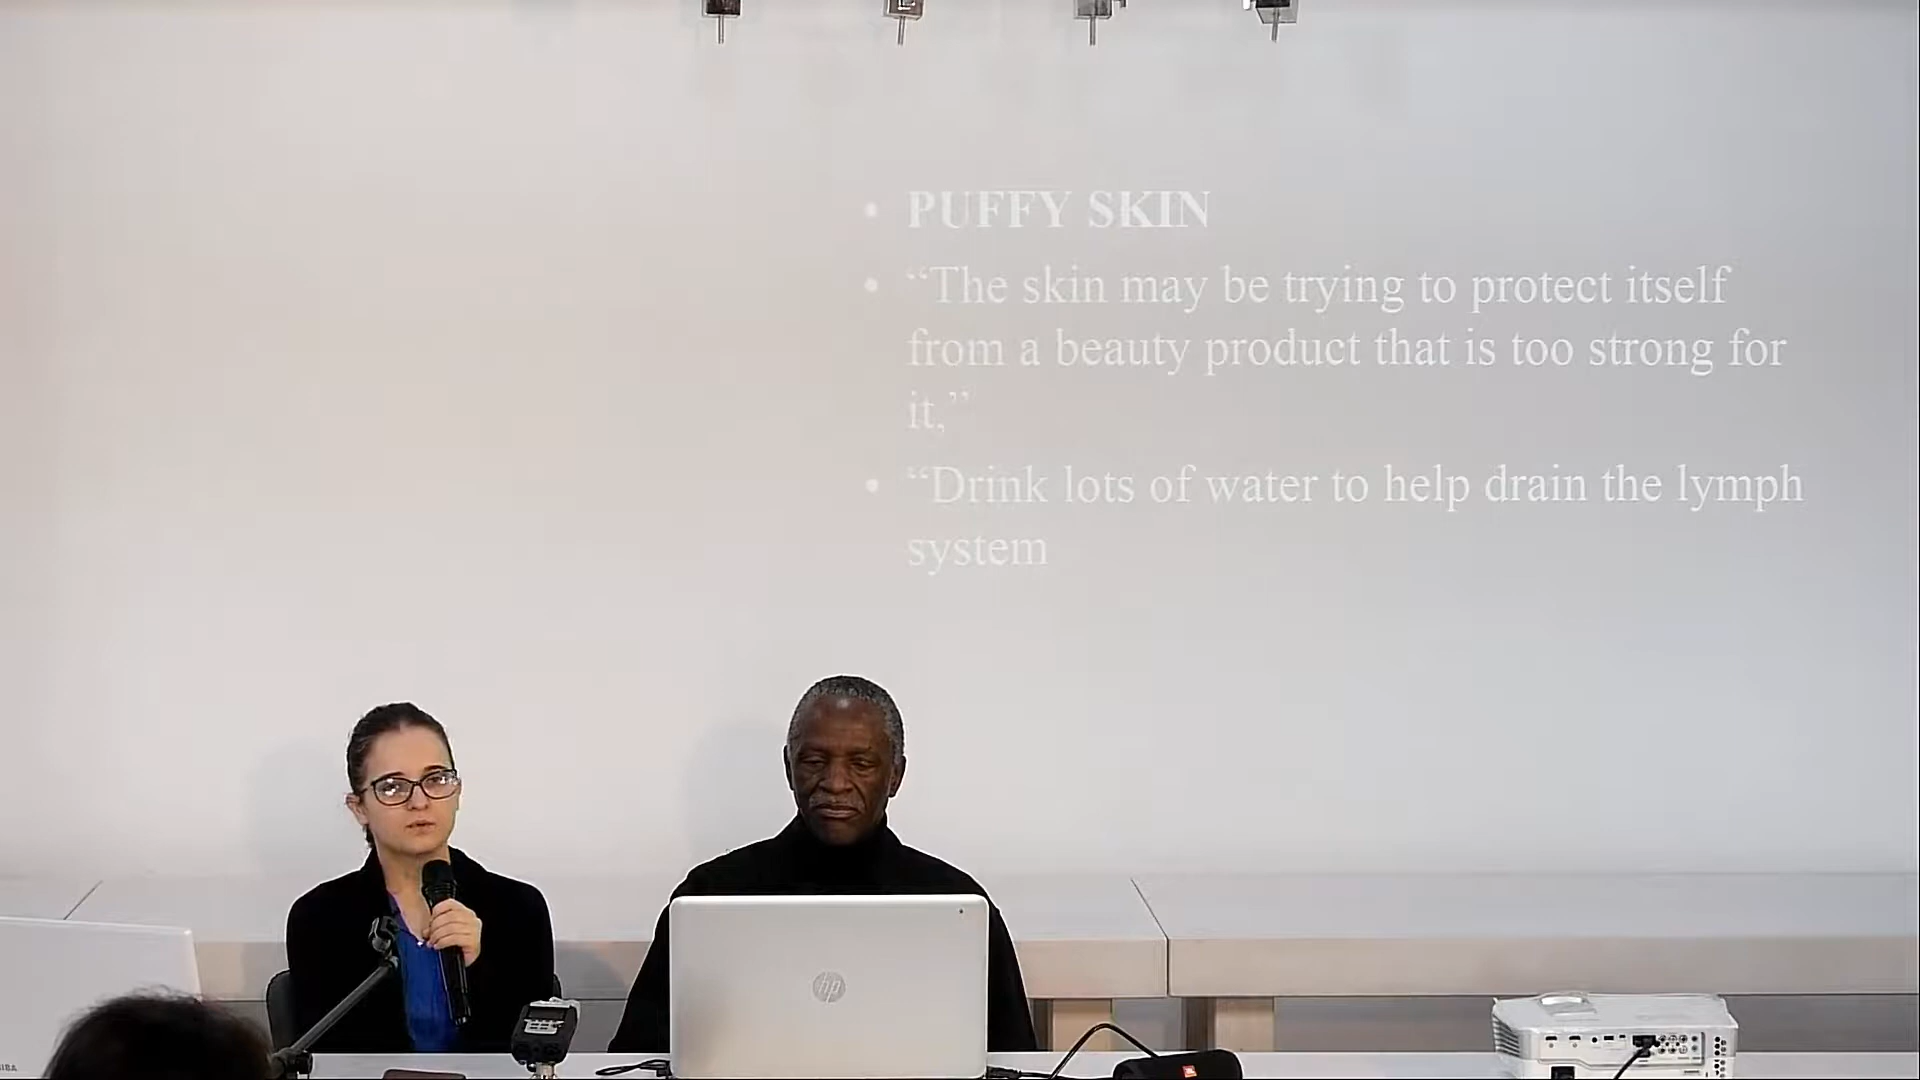 • PUFFY SKIN
• “The skin may be trying to protect itself
from a beauty product that is too strong for
it,”
• “Drink lots of water to help drain the lymph
system
hp